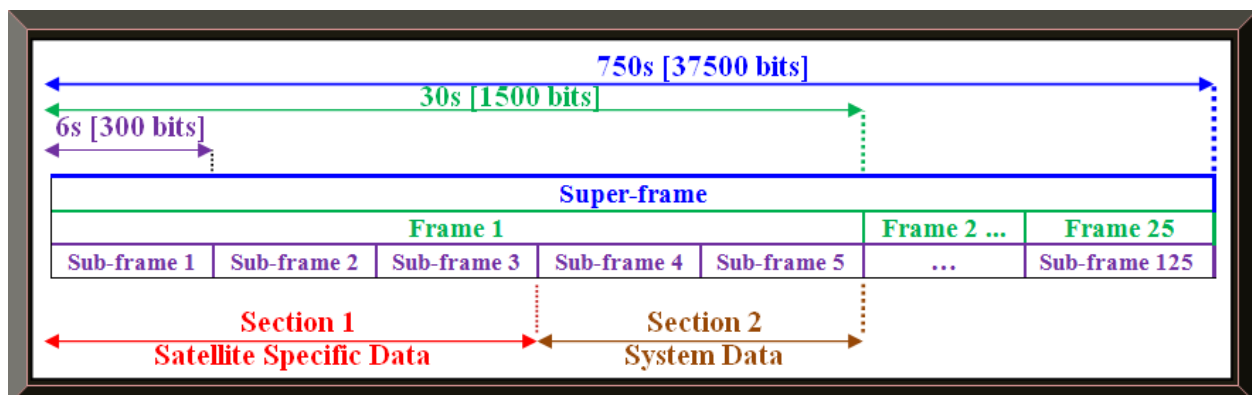 750s [37500 bits]
30s [1500 bits]
6s [300 bits]
Super-frame
Frame 1 Frame 2 ... Frame 25
Sub-frame 1 Sub-frame 2 Sub-frame 3 Sub-frame 4 Sub-frame 5 ... Sub-frame 125
Section 1 Section 2
Satellite Specific Data System Data